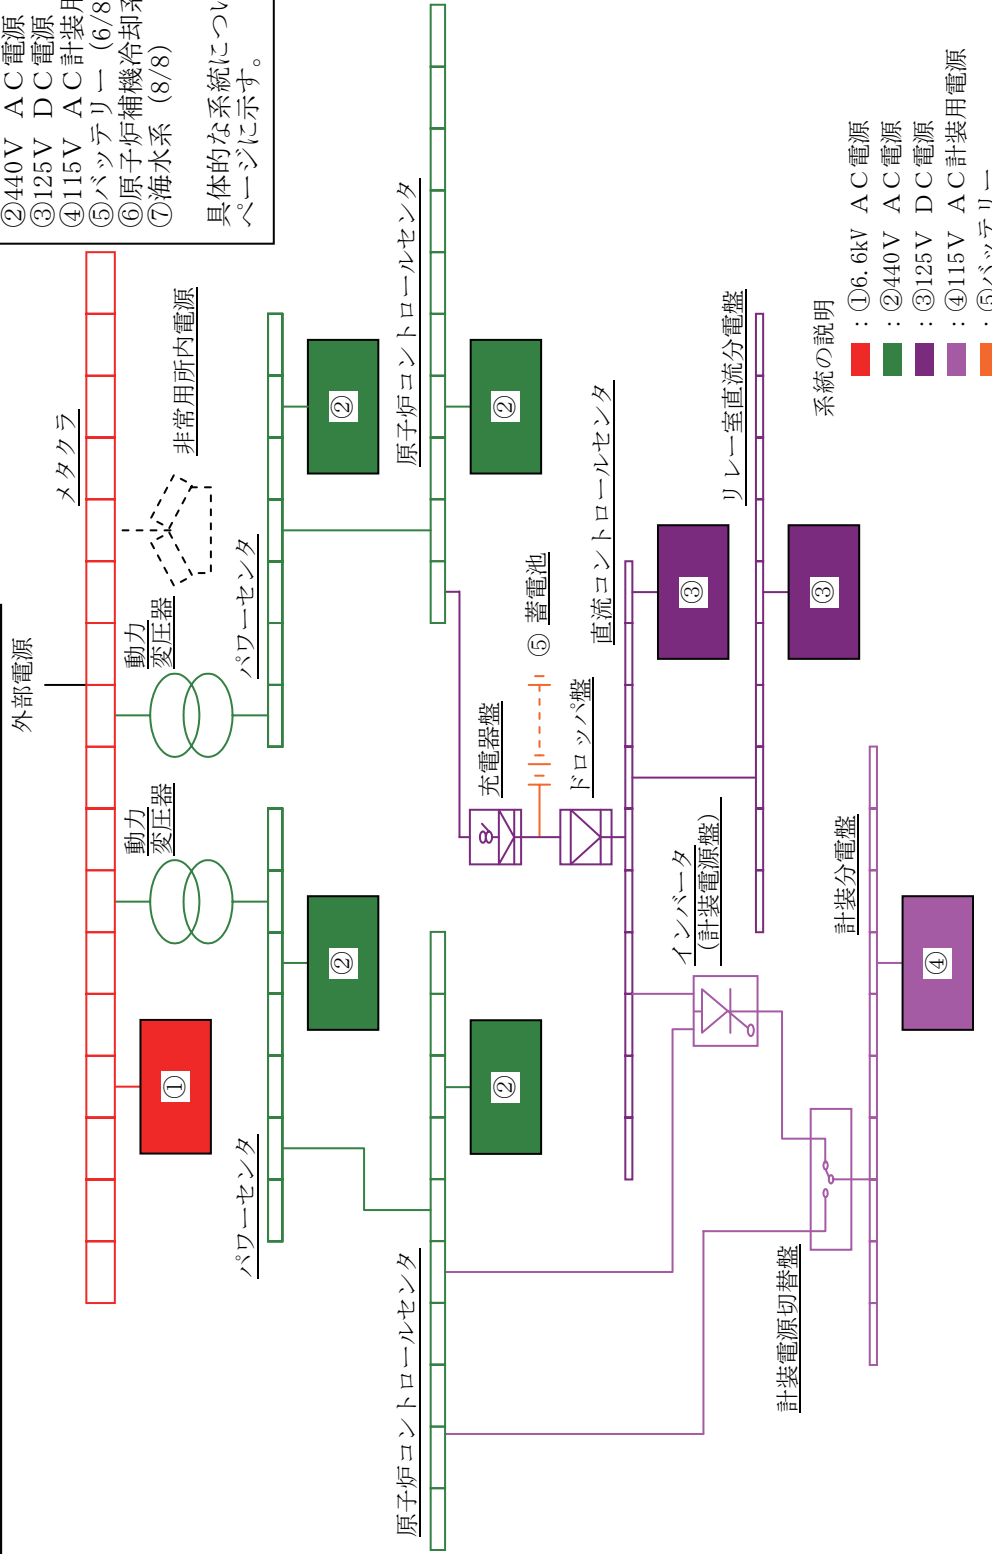 ②440V AC電源
③125V DC電源
④115V AC計装用
⑤バッテリー (6/8
⑥原子炉補機冷却系
⑦海水系 (8/8)
具体的な系統につい
ページに示す。
外部電源
メタクラ
動力
変圧器
動力
変圧器
非常用所内電源
①
パワーセンタ
パワーセンタ
②
②
原子炉コントロールセンタ
原子炉コントロールセンタ
②
②
充電器盤
⑤ 蓄電池
ドロッパ盤
直流コントロールセンタ
③
インバータ
(計装電源盤)
リレー室直流分電盤
③
計装電源切替盤
計装分電盤
④
系統の説明
：①6.6kV AC電源
：②440V AC電源
：③125V DC電源
：④115V AC計装用電源
：⑤バッテリー